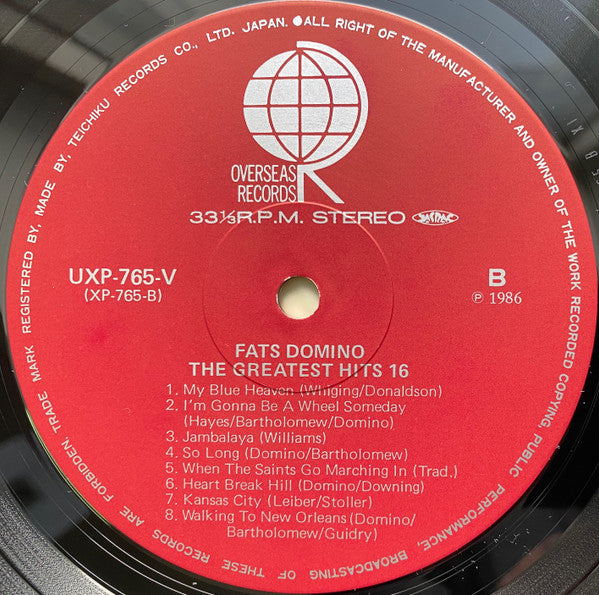 TRADE MARK REGISTERED BY, MADE BY, TEICHIKU RECORDS CO., LTD. JAPAN. ●ALL RIGHT OF THE MANUFACTURER AND OWNER OF THE WORK RECORDED COPYING, PUBLIC PERFORMANCE, BROADCASTING OF THESE RECORDS ARE FORBIDDEN.
OVERSEAS
RECORDS
33⅓R.P.M. STEREO
UXP-765-V
(XP-765-B)
B
℗ 1986
FATS DOMINO
THE GREATEST HITS 16
1. My Blue Heaven (Whiging/Donaldson)
2. I'm Gonna Be A Wheel Someday
(Hayes/Bartholomew/Domino)
3. Jambalaya (Williams)
4. So Long (Domino/Bartholomew)
5. When The Saints Go Marching In (Trad.)
6. Heart Break Hill (Domino/Downing)
7. Kansas City (Leiber/Stoller)
8. Walking To New Orleans (Domino/
Bartholomew/Guidry)